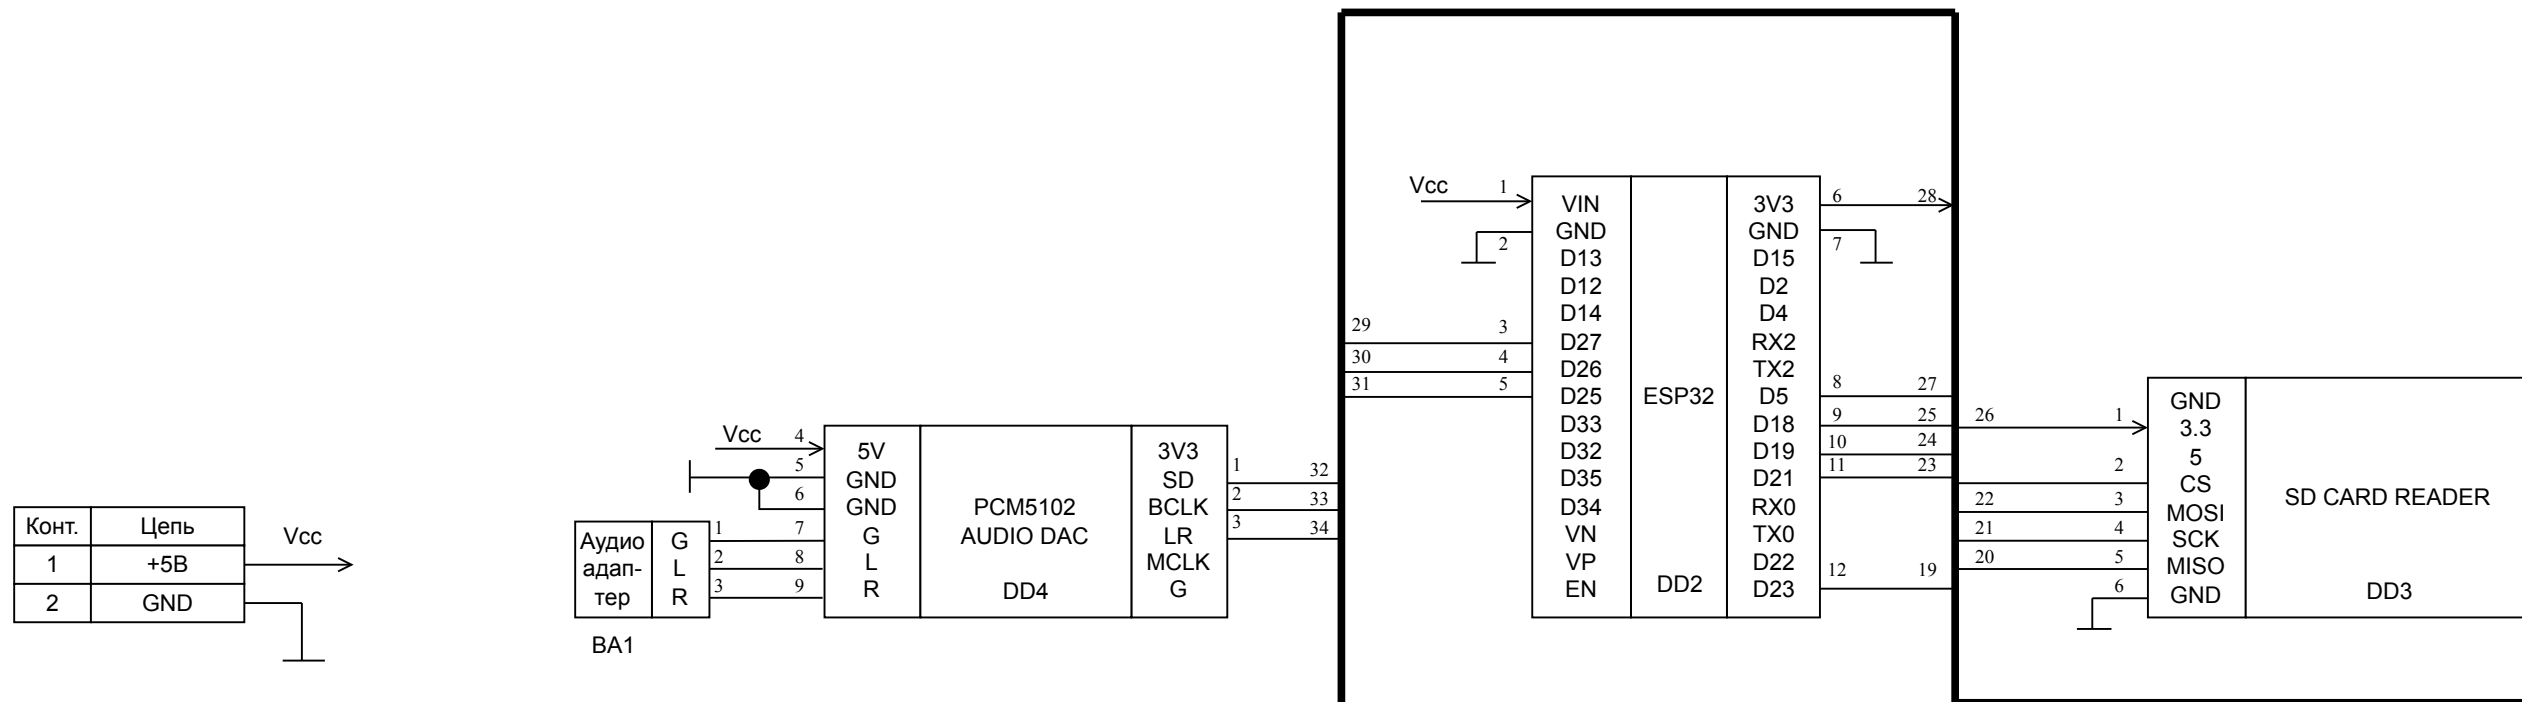 Конт. Цепь
1 +5В
2 GND
Vcc
Аудио
адап-
тер
G
L
R
BA1
1
2
3
Vcc 4
5
6
7
8
9
5V
GND
GND
G
L
R
PCM5102
AUDIO DAC
DD4
3V3
SD
BCLK
LR
MCLK
G
1 32
2 33
3 34
29 3
30 4
31 5
Vcc 1
2
VIN
GND
D13
D12
D14
D27
D26
D25
D33
D32
D35
D34
VN
VP
EN
ESP32
DD2
3V3
GND
D15
D2
D4
RX2
TX2
D5
D18
D19
D21
RX0
TX0
D22
D23
6 28
7
8 27
9 25
10 24
11 23
12 19
26 1
2
22 3
21 4
20 5
6
GND
3.3
5
CS
MOSI
SCK
MISO
GND
SD CARD READER
DD3